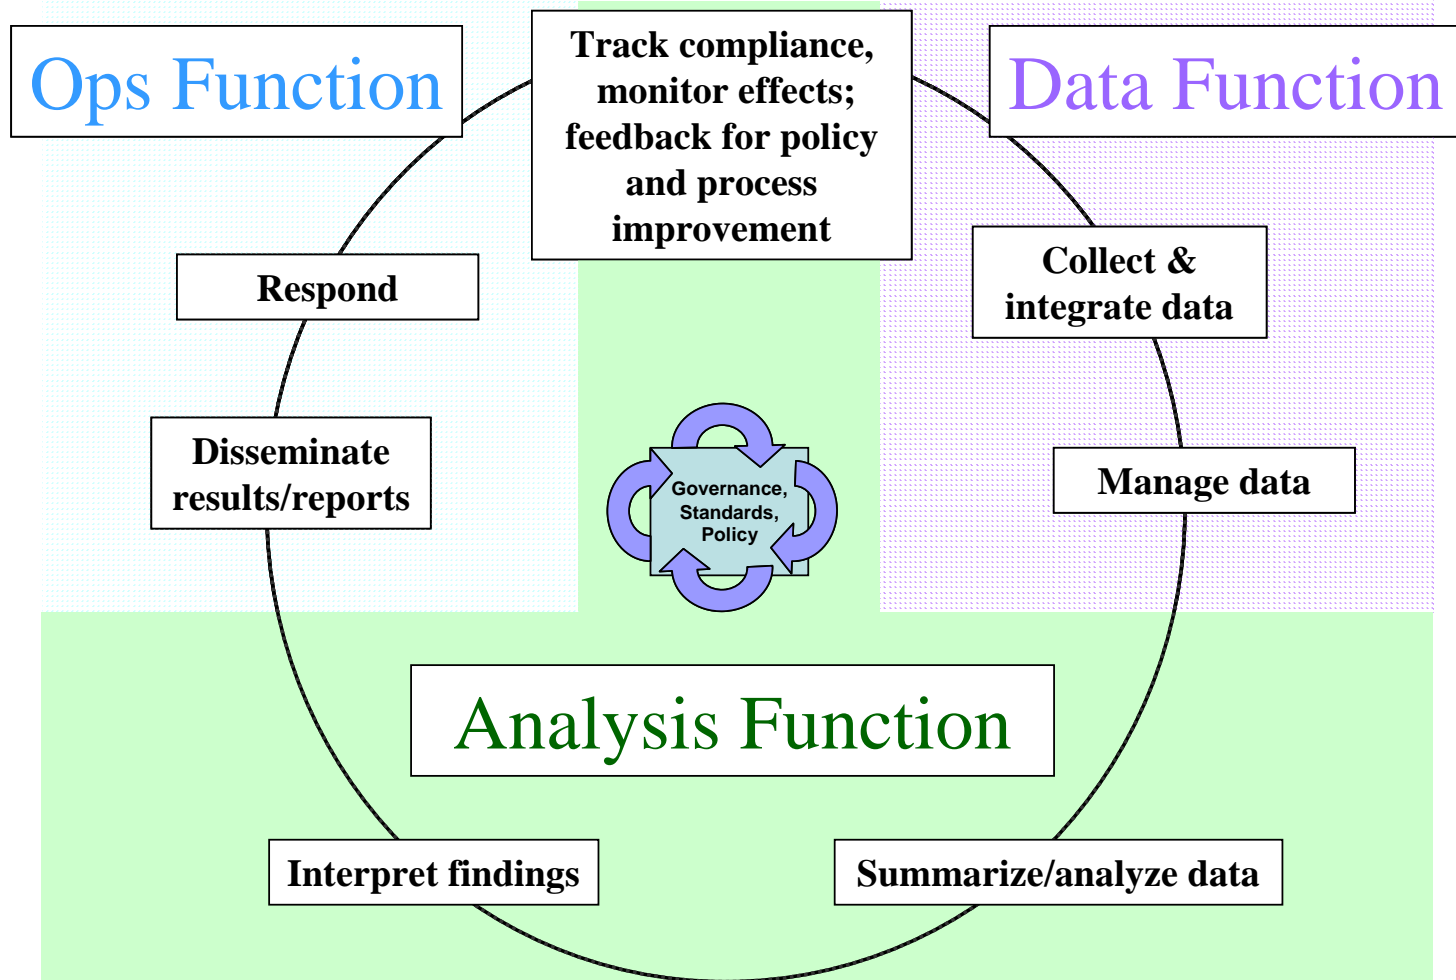 Ops Function
Track compliance,
monitor effects;
feedback for policy
and process
improvement
Data Function
Respond
Collect &
integrate data
Disseminate
results/reports
Governance,
Standards,
Policy
Manage data
Analysis Function
Interpret findings
Summarize/analyze data